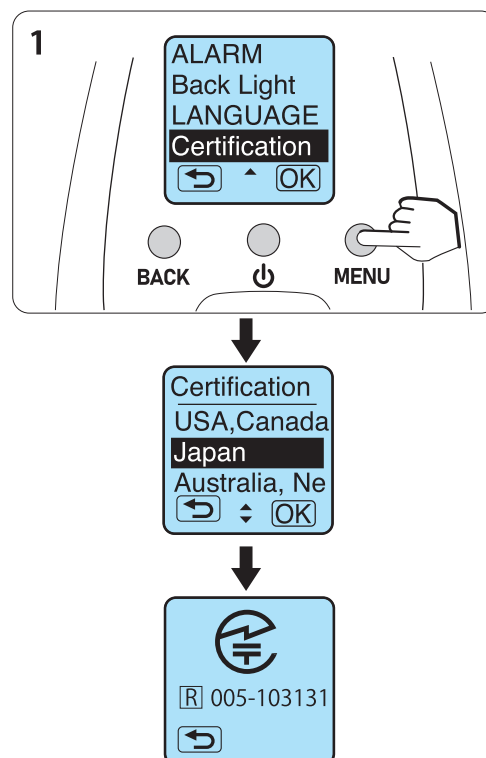 1
ALARM
Back Light
LANGUAGE
Certification
OK
BACK
MENU
Certification
USA,Canada
Japan
Australia, Ne
OK
R 005-103131